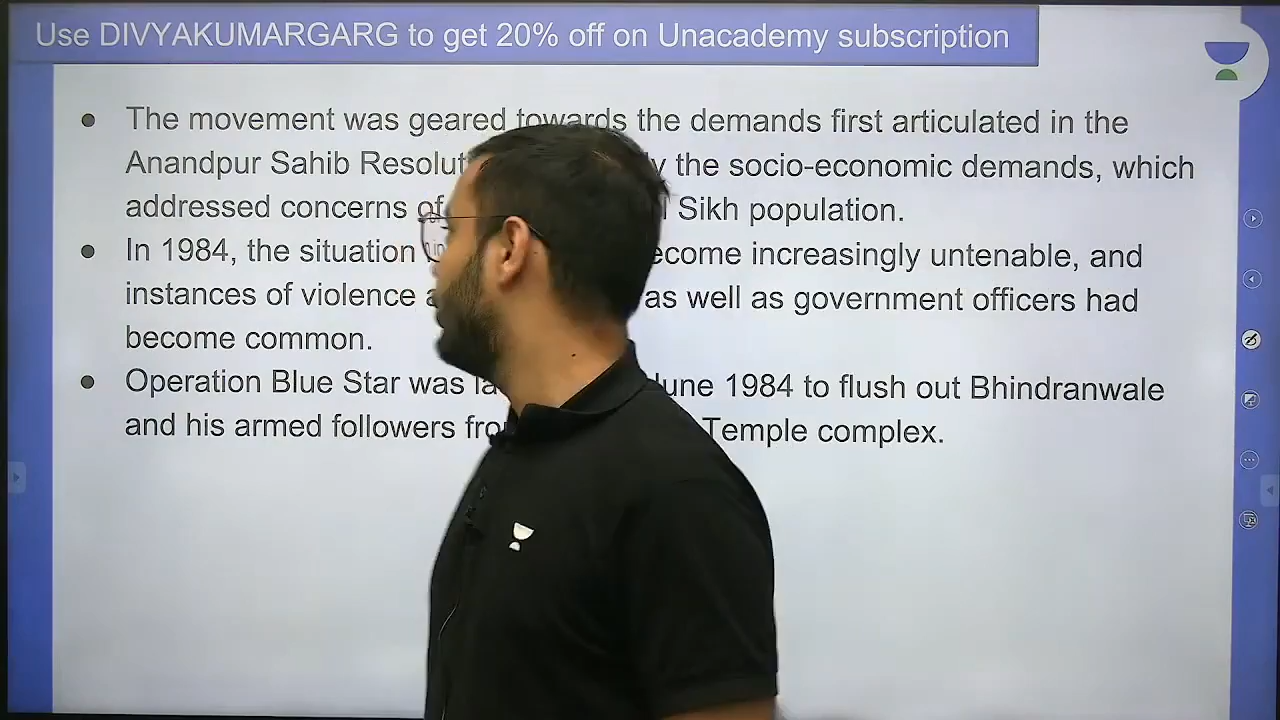 Use DIVYAKUMARGARG to get 20% off on Unacademy subscription
The movement was geared towards the demands first articulated in the
Anandpur Sahib the socio-economic demands, which
addressed concerns of Sikh population.
In 1984, the situation increasingly untenable, and
instances of violence as well as government officers had
become common.
Operation Blue Star was June 1984 to flush out Bhindranwale
and his armed followers Temple complex.